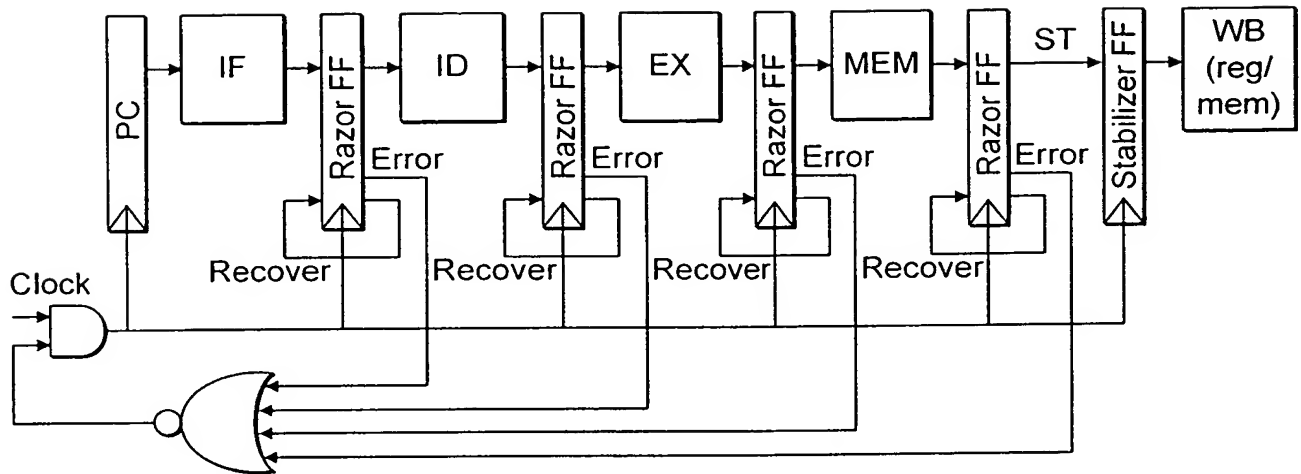 PC
IF
Razor FF
ID
Razor FF
EX
Razor FF
MEM
Razor FF
ST
Stabilizer FF
WB
(reg/
mem)
Error
Error
Error
Error
Recover
Recover
Recover
Recover
Clock